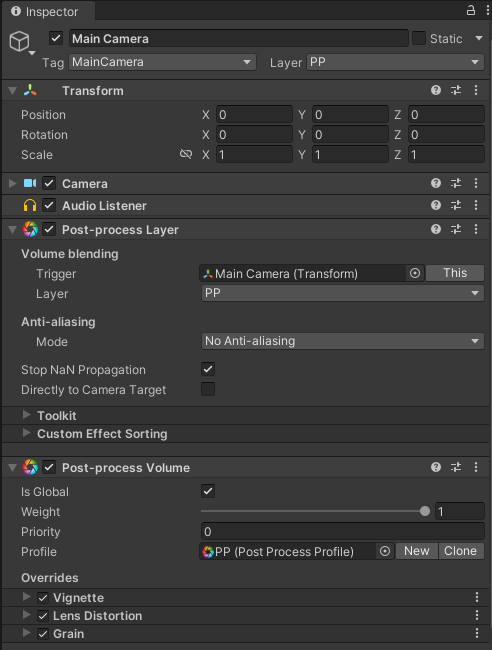 Inspector
Main Camera Static
Tag MainCamera Layer PP
Transform
Position X 0 Y 0 Z 0
Rotation X 0 Y 0 Z 0
Scale X 1 Y 1 Z 1
Camera
Audio Listener
Post-process Layer
Volume blending
Trigger Main Camera (Transform) This
Layer PP
Anti-aliasing
Mode No Anti-aliasing
Stop NaN Propagation
Directly to Camera Target
Toolkit
Custom Effect Sorting
Post-process Volume
Is Global
Weight 1
Priority 0
Profile PP (Post Process Profile) New Clone
Overrides
Vignette
Lens Distortion
Grain